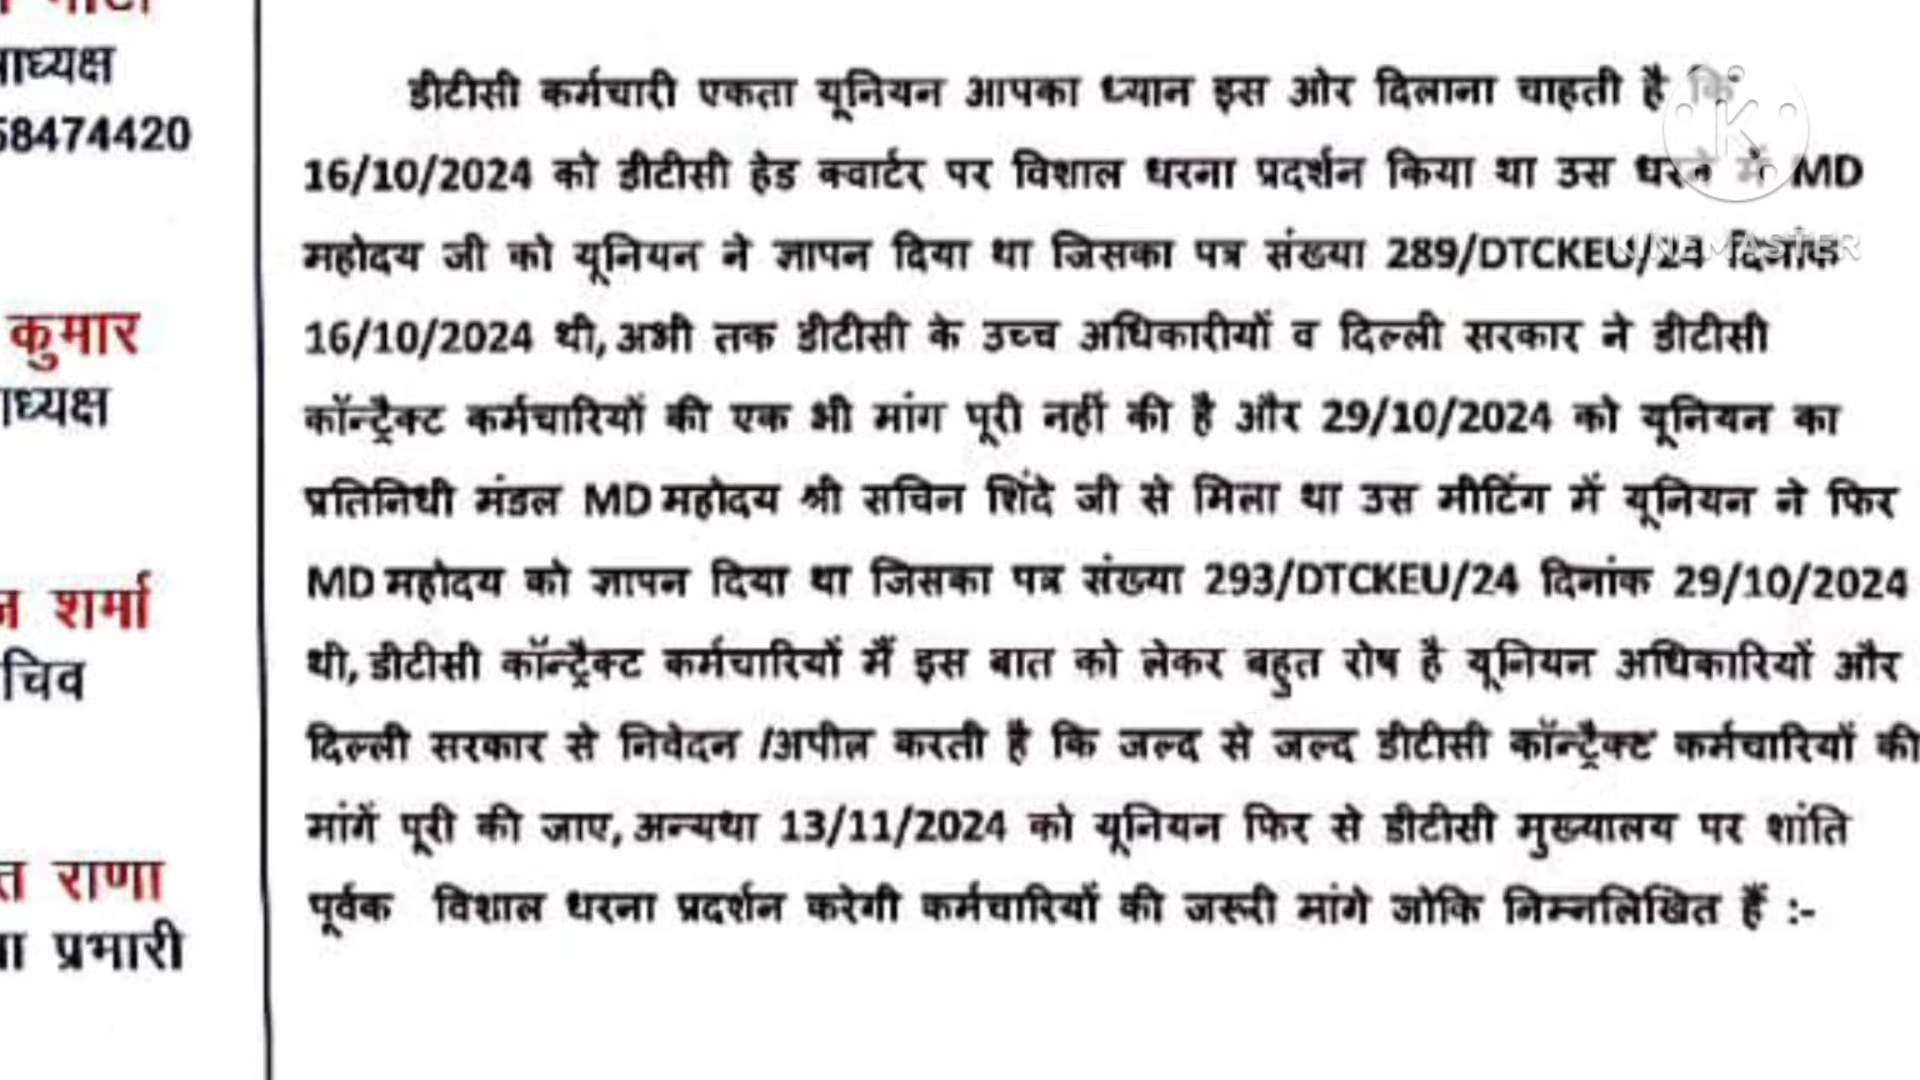 माध्यक्ष
58474420
कुमार
ाध्यक्ष
शर्मा
चिव
त राणा
ा प्रभारी
डीटीसी कर्मचारी एकता यूनियन आपका ध्यान इस ओर दिलाना चाहती है कि
16/10/2024 को डीटीसी हेड क्वार्टर पर विशाल धरना प्रदर्शन किया था उस धरने में MD
महोदय जी को यूनियन ने ज्ञापन दिया था जिसका पत्र संख्या 289/DTCKEU/24 दिनांक
16/10/2024 थी, अभी तक डीटीसी के उच्च अधिकारीयों व दिल्ली सरकार ने डीटीसी
कॉन्ट्रैक्ट कर्मचारियों की एक भी मांग पूरी नहीं की है और 29/10/2024 को यूनियन का
प्रतिनिधी मंडल MD महोदय श्री सचिन शिंदे जी से मिला था उस मीटिंग में यूनियन ने फिर
MD महोदय को ज्ञापन दिया था जिसका पत्र संख्या 293/DTCKEU/24 दिनांक 29/10/2024
थी, डीटीसी कॉन्ट्रैक्ट कर्मचारियों मैं इस बात को लेकर बहुत रोष है यूनियन अधिकारियों और
दिल्ली सरकार से निवेदन /अपील करती है कि जल्द से जल्द डीटीसी कॉन्ट्रैक्ट कर्मचारियों की
मांगें पूरी की जाए, अन्यथा 13/11/2024 को यूनियन फिर से डीटीसी मुख्यालय पर शांति
पूर्वक विशाल धरना प्रदर्शन करेगी कर्मचारियों की जरूरी मांगे जोकि निम्नलिखित हैं :-
K
KINEMASTER